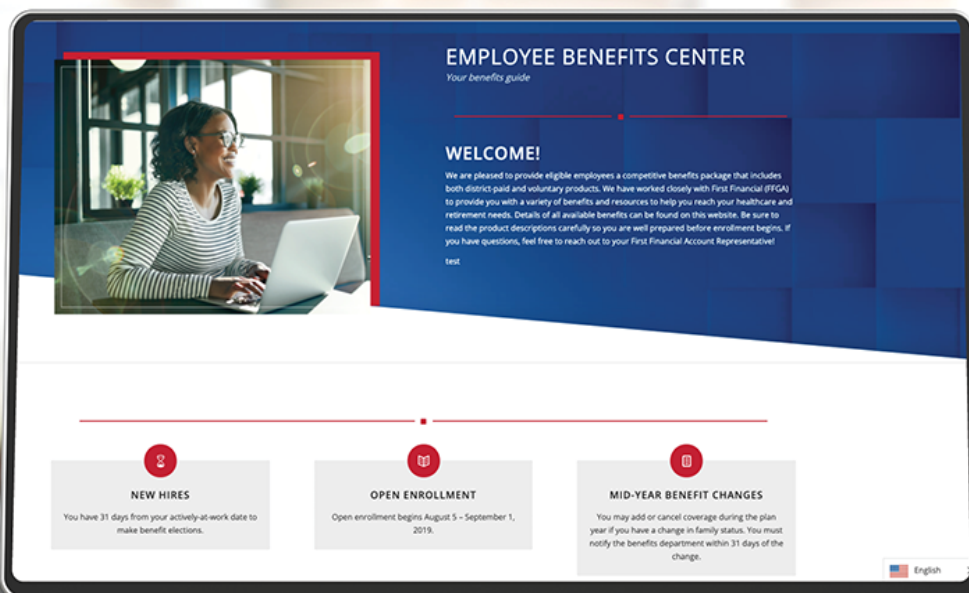 EMPLOYEE BENEFITS CENTER
Your benefits guide
WELCOME!
We are pleased to provide eligible employees a competitive benefits package that includes
both district-paid and voluntary products. We have worked closely with First Financial (FFGA)
to provide you with a variety of benefits and resources to help you reach your healthcare and
retirement needs. Details of all available benefits can be found on this website. Be sure to
read the product descriptions carefully so you are well prepared before enrollment begins. If
you have questions, feel free to reach out to your First Financial Account Representative!
test
NEW HIRES
You have 31 days from your actively-at-work date to
make benefit elections.
OPEN ENROLLMENT
Open enrollment begins August 5 – September 1,
2019.
MID-YEAR BENEFIT CHANGES
You may add or cancel coverage during the plan
year if you have a change in family status. You must
notify the benefits department within 31 days of the
change.
English